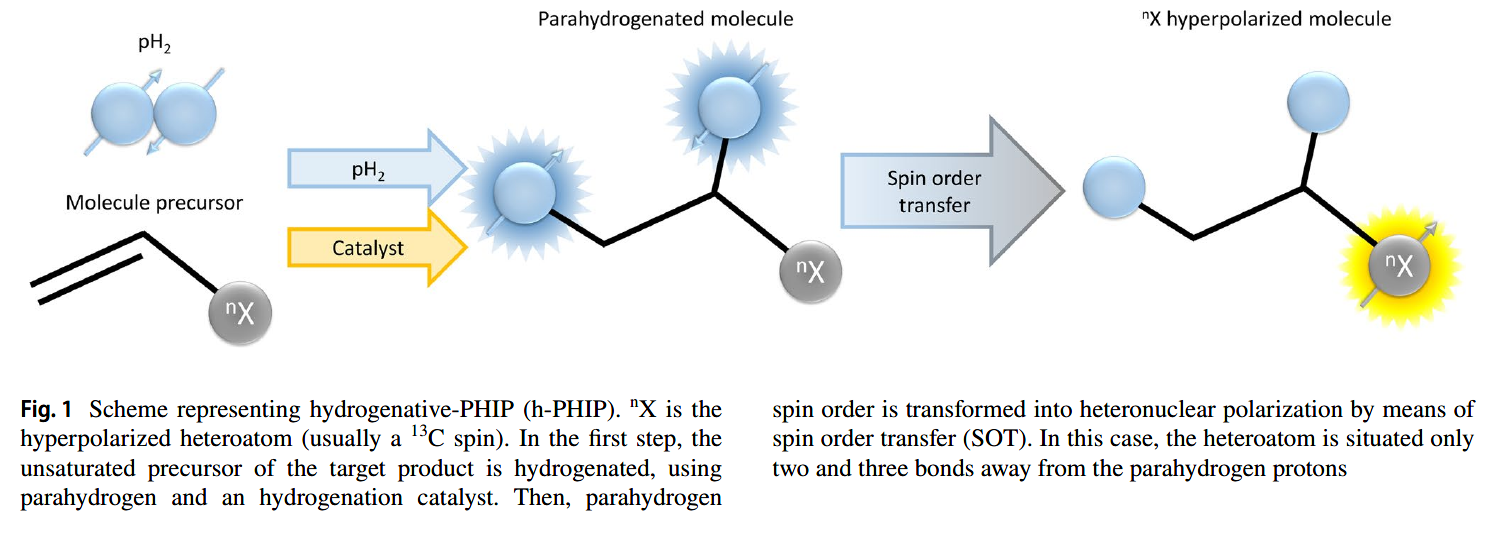 pH₂
Parahydrogenated molecule
ⁿX hyperpolarized molecule
Molecule precursor
pH₂
Catalyst
Spin order
transfer
ⁿX
ⁿX
ⁿX
Fig. 1 Scheme representing hydrogenative-PHIP (h-PHIP). ⁿX is the
hyperpolarized heteroatom (usually a ¹³C spin). In the first step, the
unsaturated precursor of the target product is hydrogenated, using
parahydrogen and an hydrogenation catalyst. Then, parahydrogen
spin order is transformed into heteronuclear polarization by means of
spin order transfer (SOT). In this case, the heteroatom is situated only
two and three bonds away from the parahydrogen protons